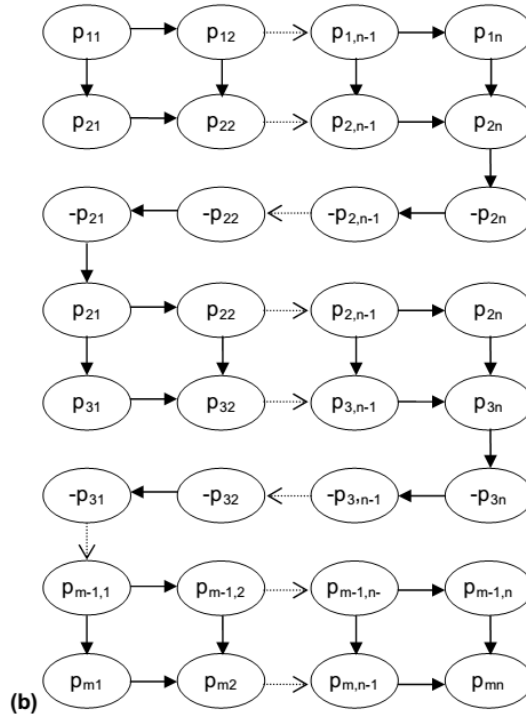 p11 p12 p1,n-1 p1n
p21 p22 p2,n-1 p2n
-p21 -p22 -p2,n-1 -p2n
p21 p22 p2,n-1 p2n
p31 p32 p3,n-1 p3n
-p31 -p32 -p3,n-1 -p3n
pm-1,1 pm-1,2 pm-1,n- pm-1,n
pm1 pm2 pm,n-1 pmn
(b)